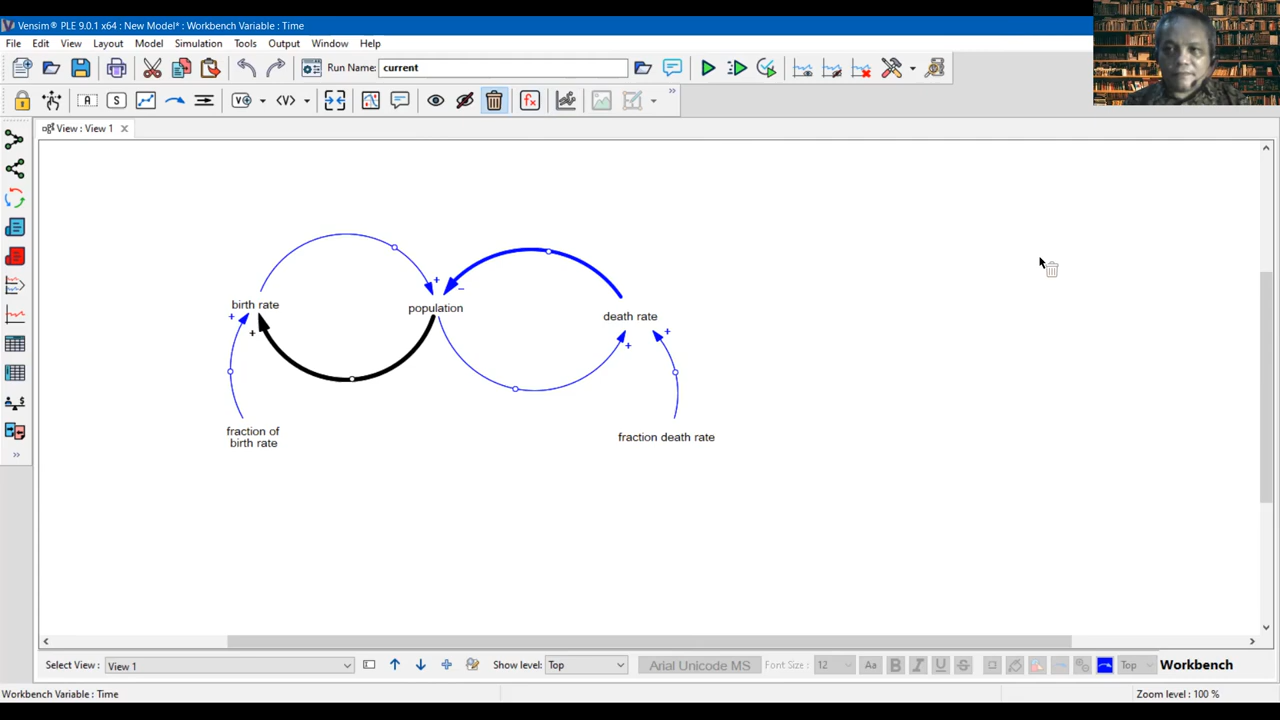 Vensim® PLE 9.0.1 x64 : New Model* : Workbench Variable : Time
File Edit View Layout Model Simulation Tools Output Window Help
Run Name: current
A S V <V> fx »
View : View 1
+
+
birth rate population −
death rate
+ + + +
fraction of
birth rate
fraction death rate
»
Select View : View 1 Show level: Top Arial Unicode MS Font Size : 12 Aa B I U S Top Workbench
Workbench Variable : Time Zoom level : 100 %